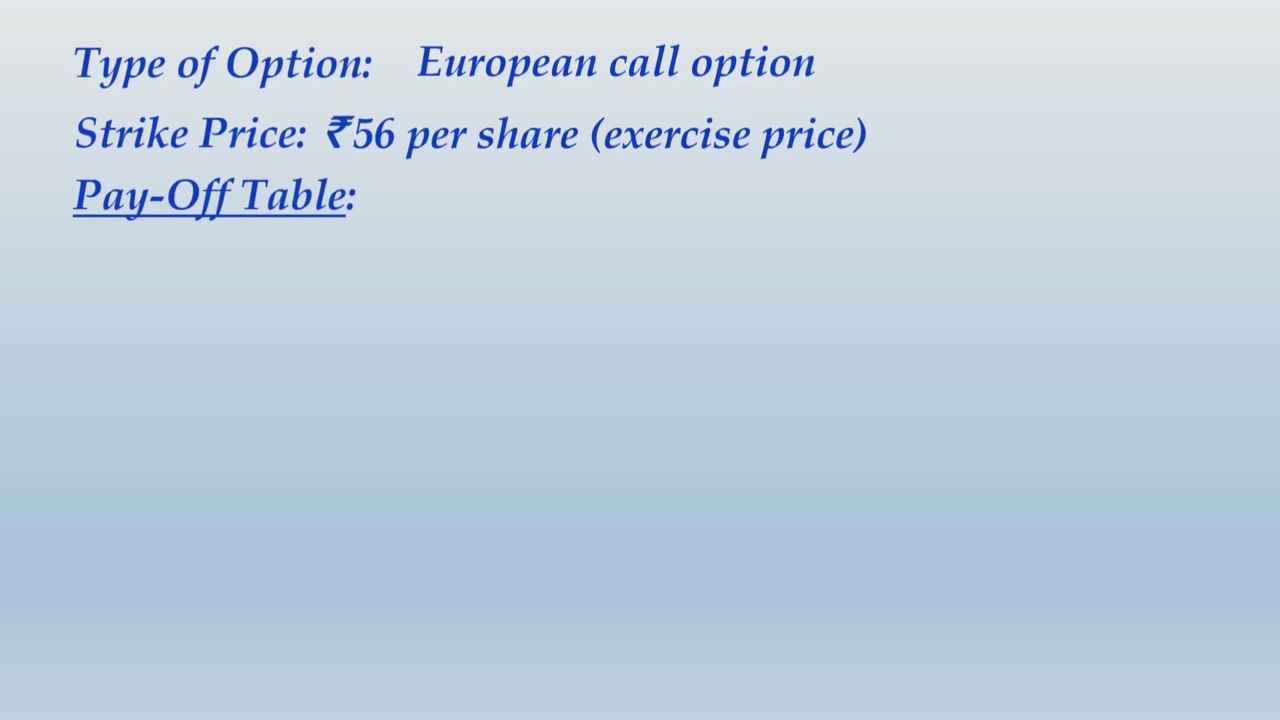 Type of Option: European call option
Strike Price: ₹56 per share (exercise price)
Pay-Off Table: